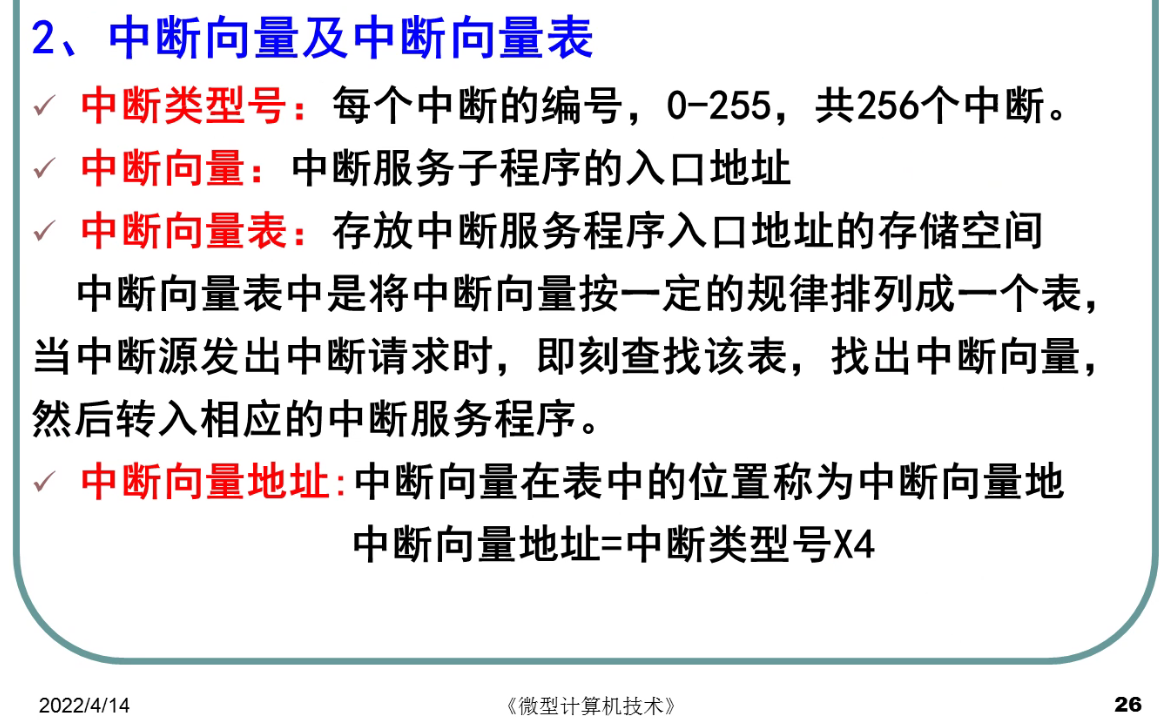 2、中断向量及中断向量表
✓ 中断类型号：每个中断的编号，0-255，共256个中断。
✓ 中断向量：中断服务子程序的入口地址
✓ 中断向量表：存放中断服务程序入口地址的存储空间
中断向量表中是将中断向量按一定的规律排列成一个表，
当中断源发出中断请求时，即刻查找该表，找出中断向量，
然后转入相应的中断服务程序。
✓ 中断向量地址:中断向量在表中的位置称为中断向量地
中断向量地址=中断类型号X4
2022/4/14 《微型计算机技术》 26